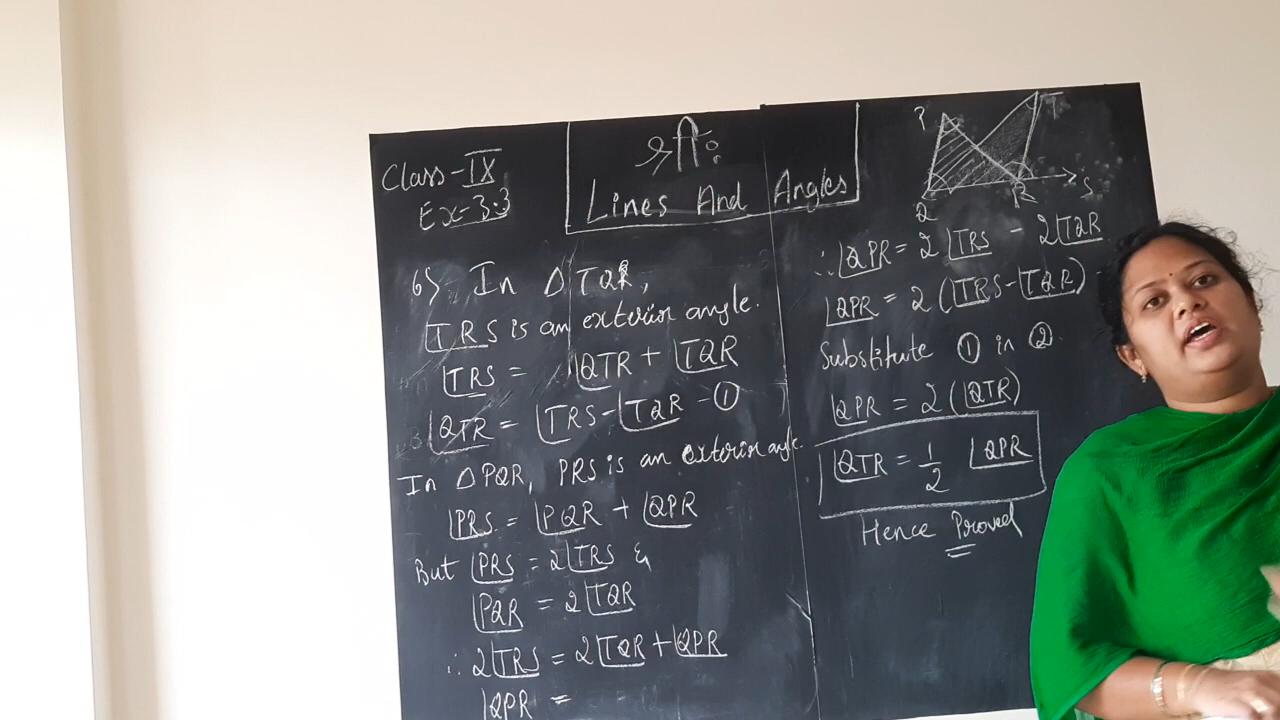 Class-IX
Ex-3.3
Lines And Angles
6) In △TQR,
∠TRS is an exterior angle.
∠TRS = ∠QTR + ∠TQR
∠QTR = ∠TRS - ∠TQR - ①
In △PQR, PRS is an exterior angle.
∠PRS = ∠PQR + ∠QPR
But ∠PRS = 2∠TRS &
∠PQR = 2∠TQR
∴ 2∠TRS = 2∠TQR + ∠QPR
∠QPR =
P T
Q R S
∴ ∠QPR = 2∠TRS - 2∠TQR
∠QPR = 2(∠TRS - ∠TQR)
Substitute ① in ②
∠QPR = 2(∠QTR)
∠QTR = 1/2 ∠QPR
Hence Proved